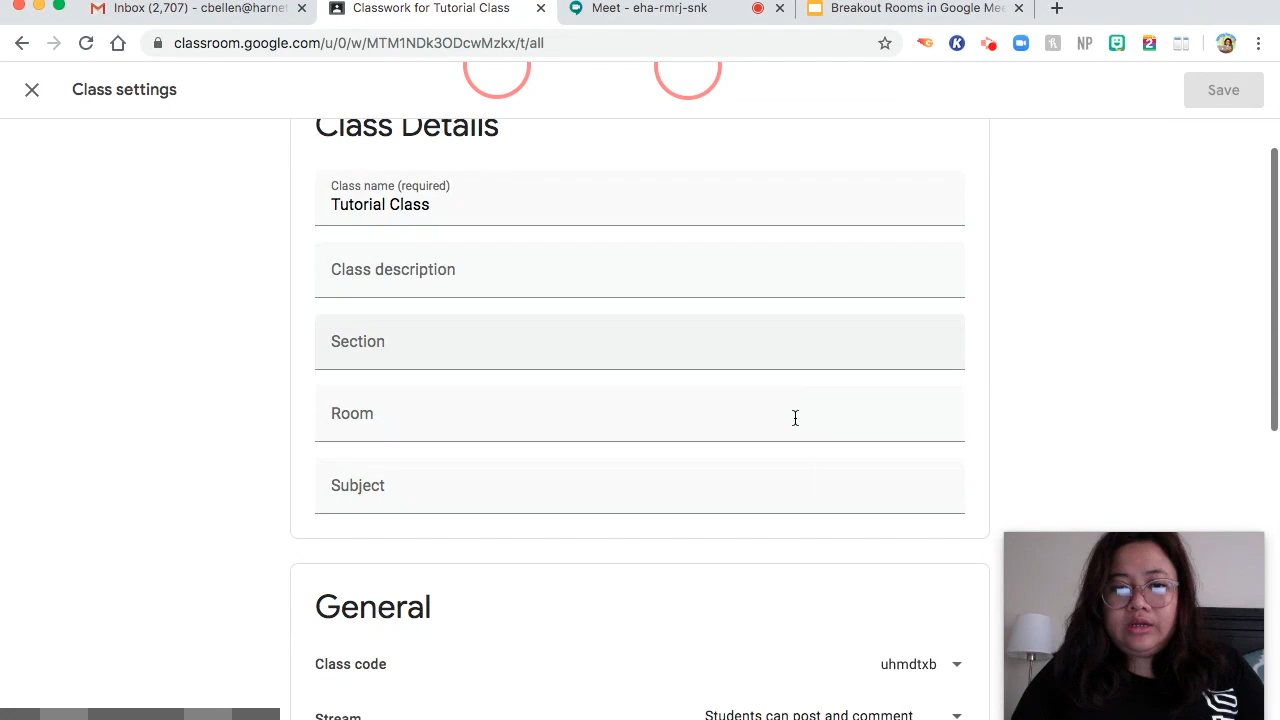 Inbox (2,707) - cbellen@harnet
Classwork for Tutorial Class
Meet - eha-rmrj-snk
Breakout Rooms in Google Mee
classroom.google.com/u/0/w/MTM1NDk3ODcwMzkx/t/all
NP
Class settings
Save
Class Details
Class name (required)
Tutorial Class
Class description
Section
Room
Subject
General
Class code
uhmdtxb
Stream
Students can post and comment